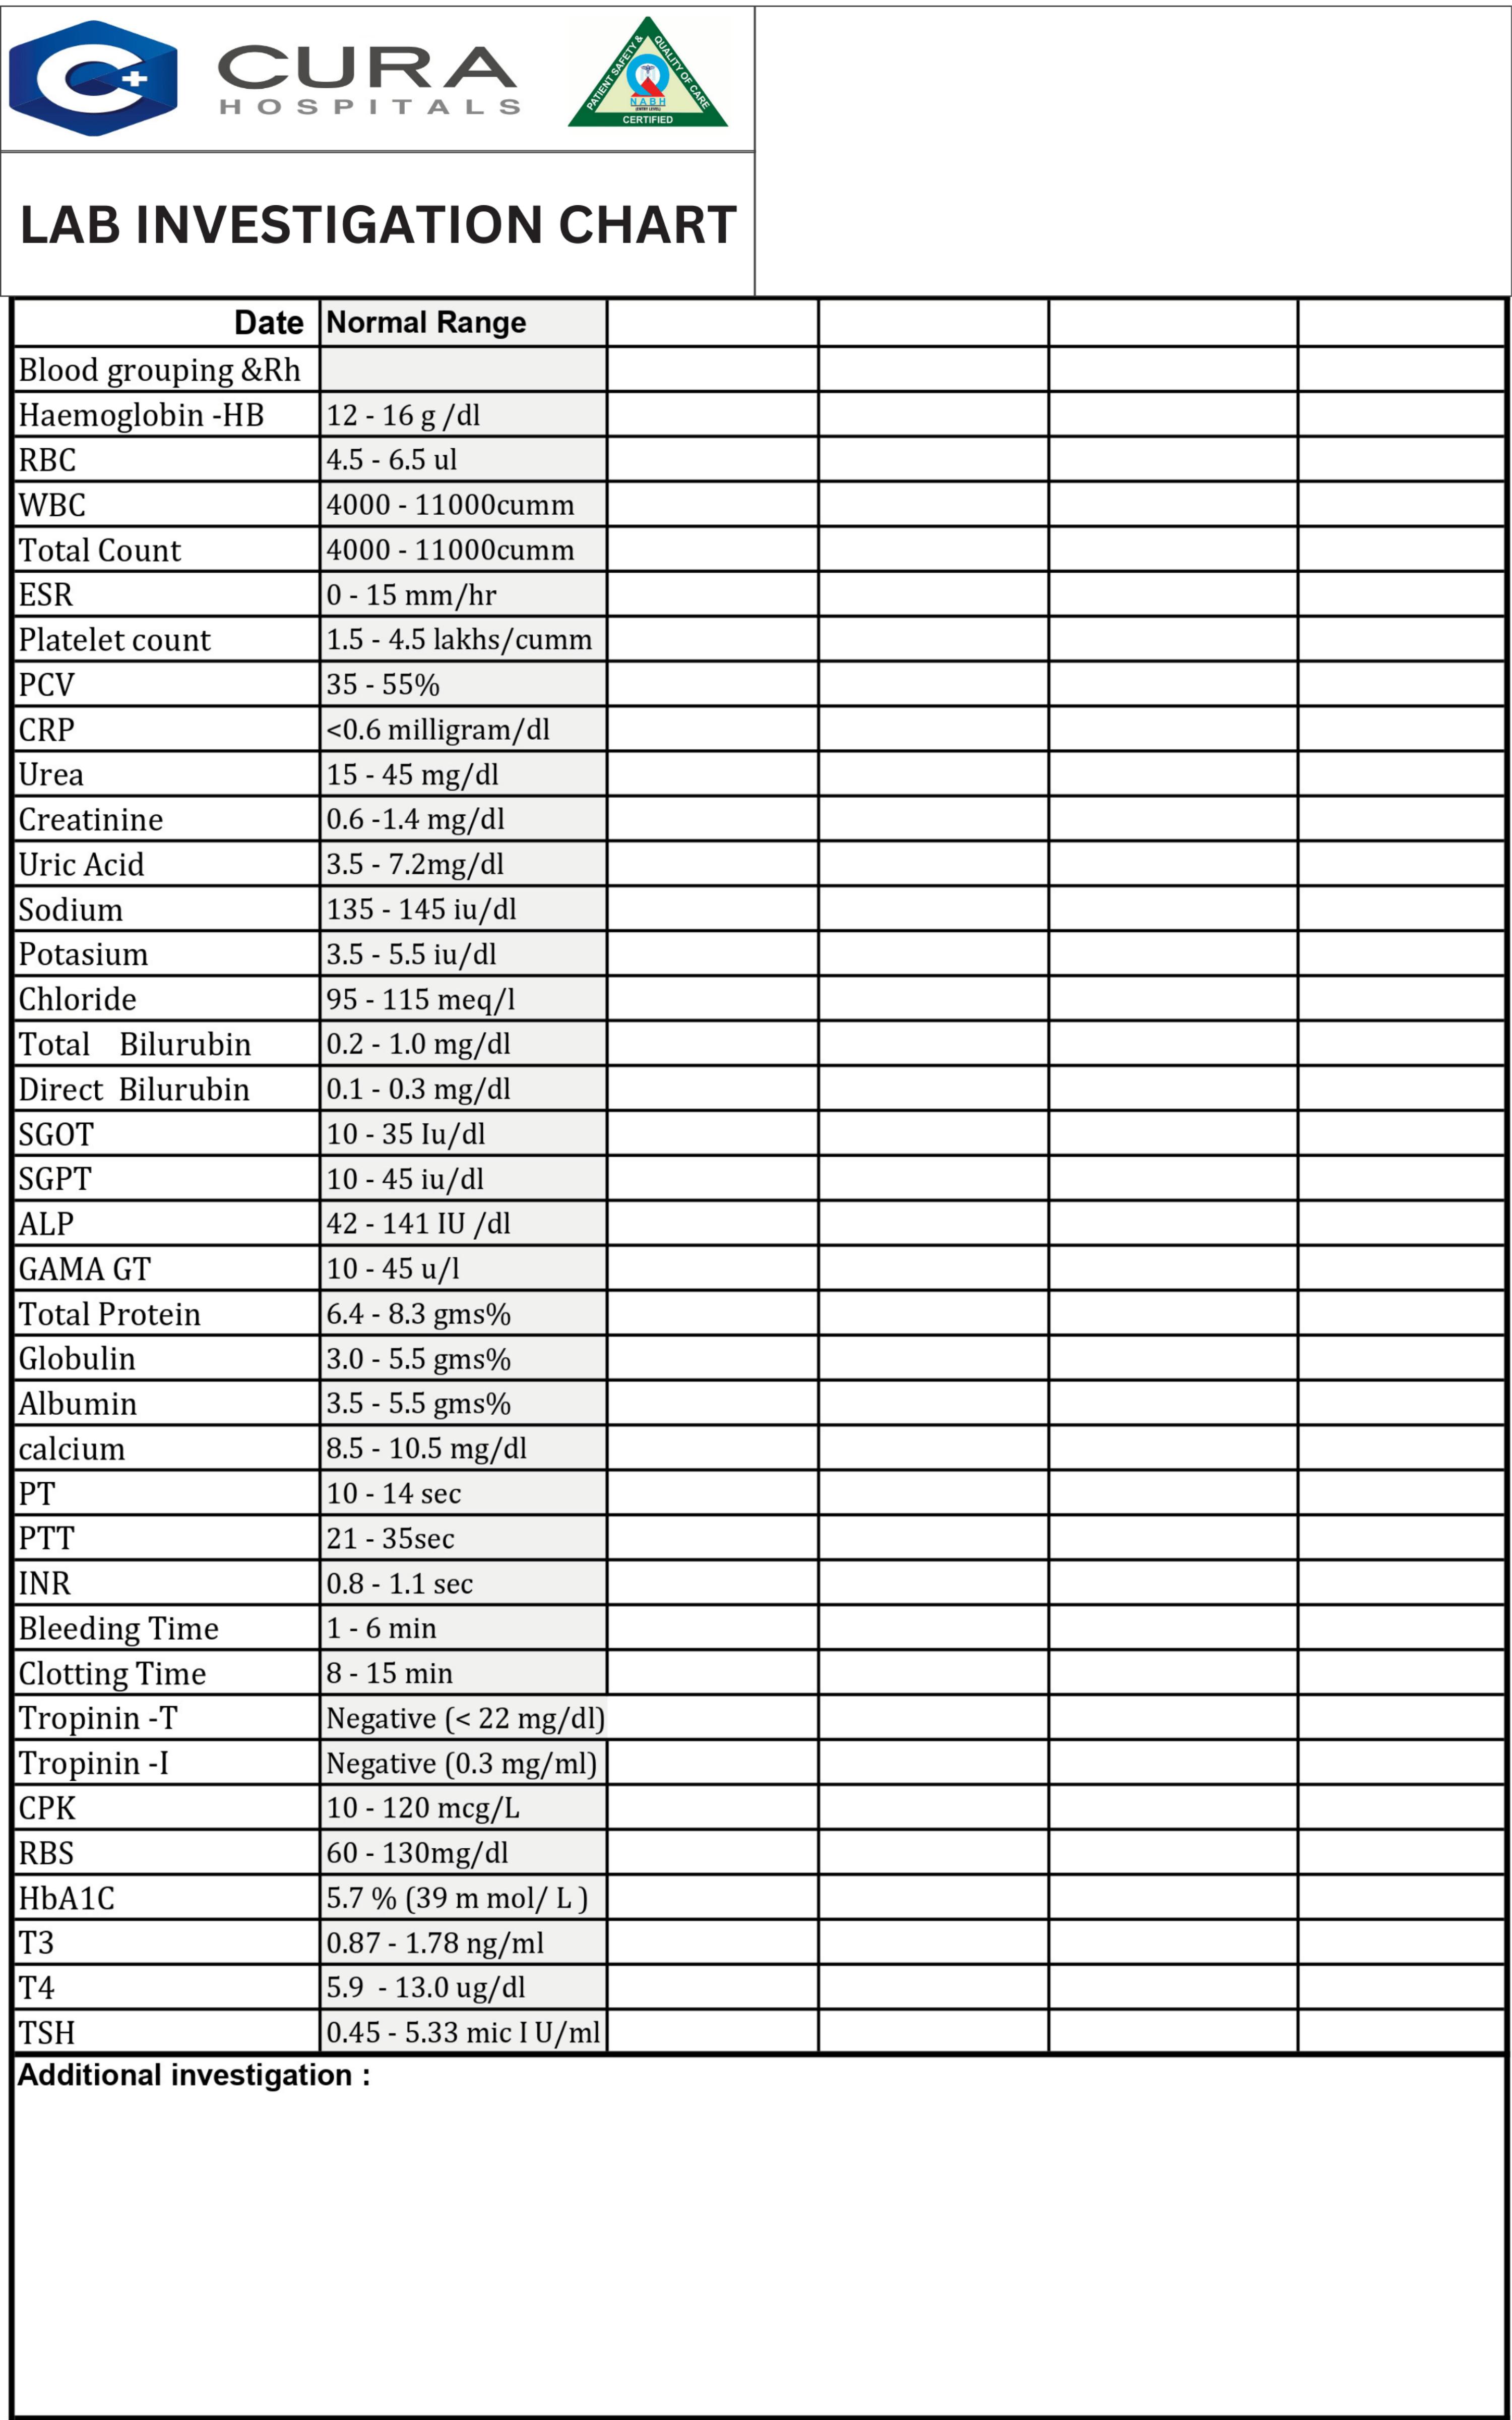 CURA
HOSPITALS
PATIENT SAFETY & QUALITY OF CARE
NABH
(ENTRY LEVEL)
CERTIFIED
LAB INVESTIGATION CHART
Date Normal Range
Blood grouping &Rh
Haemoglobin -HB 12 - 16 g /dl
RBC 4.5 - 6.5 ul
WBC 4000 - 11000cumm
Total Count 4000 - 11000cumm
ESR 0 - 15 mm/hr
Platelet count 1.5 - 4.5 lakhs/cumm
PCV 35 - 55%
CRP <0.6 milligram/dl
Urea 15 - 45 mg/dl
Creatinine 0.6 -1.4 mg/dl
Uric Acid 3.5 - 7.2mg/dl
Sodium 135 - 145 iu/dl
Potasium 3.5 - 5.5 iu/dl
Chloride 95 - 115 meq/l
Total Bilurubin 0.2 - 1.0 mg/dl
Direct Bilurubin 0.1 - 0.3 mg/dl
SGOT 10 - 35 Iu/dl
SGPT 10 - 45 iu/dl
ALP 42 - 141 IU /dl
GAMA GT 10 - 45 u/l
Total Protein 6.4 - 8.3 gms%
Globulin 3.0 - 5.5 gms%
Albumin 3.5 - 5.5 gms%
calcium 8.5 - 10.5 mg/dl
PT 10 - 14 sec
PTT 21 - 35sec
INR 0.8 - 1.1 sec
Bleeding Time 1 - 6 min
Clotting Time 8 - 15 min
Tropinin -T Negative (< 22 mg/dl)
Tropinin -I Negative (0.3 mg/ml)
CPK 10 - 120 mcg/L
RBS 60 - 130mg/dl
HbA1C 5.7 % (39 m mol/ L )
T3 0.87 - 1.78 ng/ml
T4 5.9 - 13.0 ug/dl
TSH 0.45 - 5.33 mic I U/ml
Additional investigation :